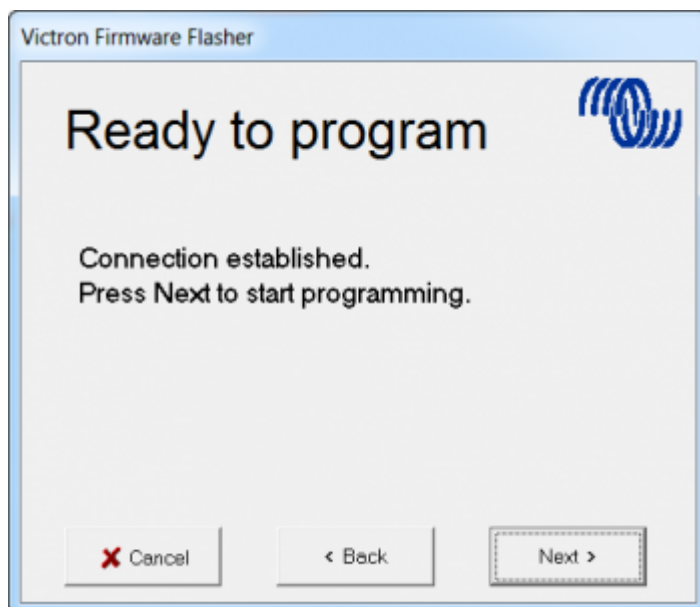 Victron Firmware Flasher
Ready to program
Connection established.
Press Next to start programming.
Cancel
< Back
Next >